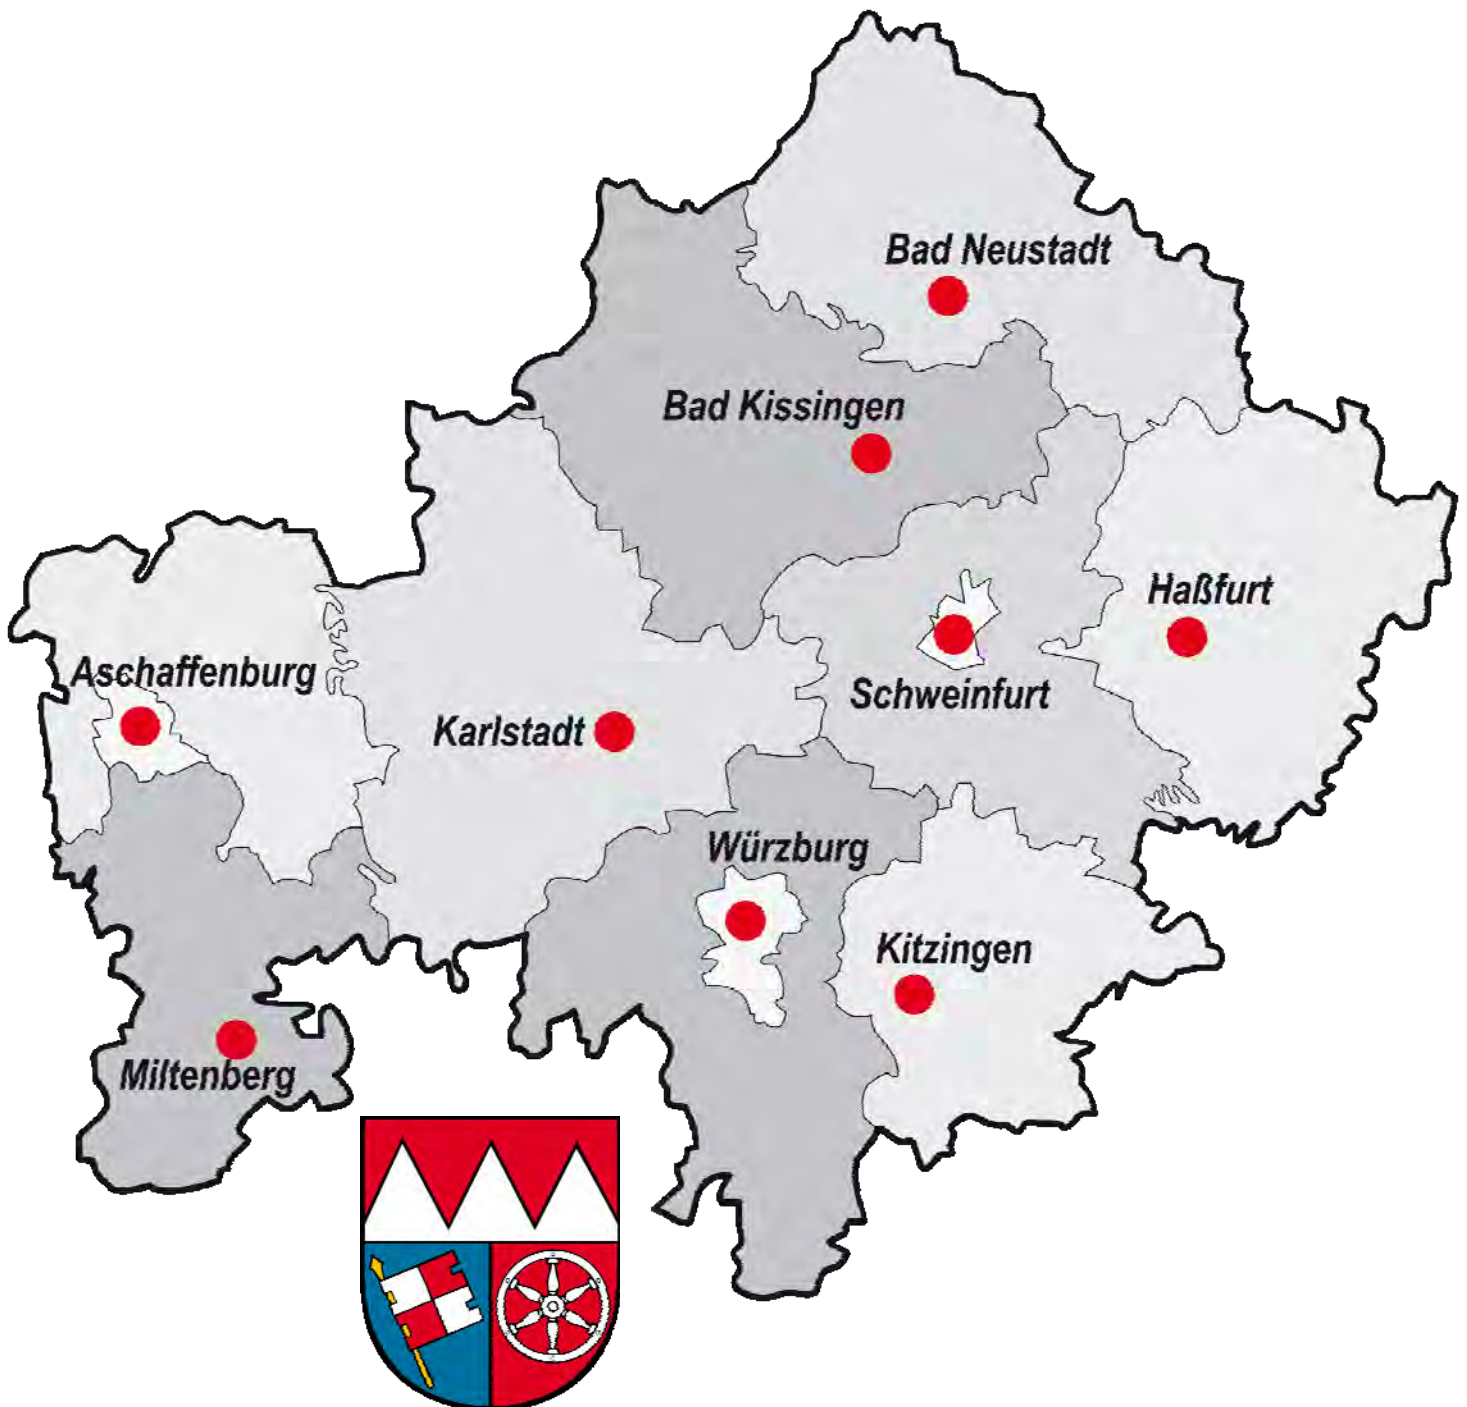 Bad Neustadt
Bad Kissingen
Haßfurt
Aschaffenburg
Schweinfurt
Karlstadt
Würzburg
Kitzingen
Miltenberg